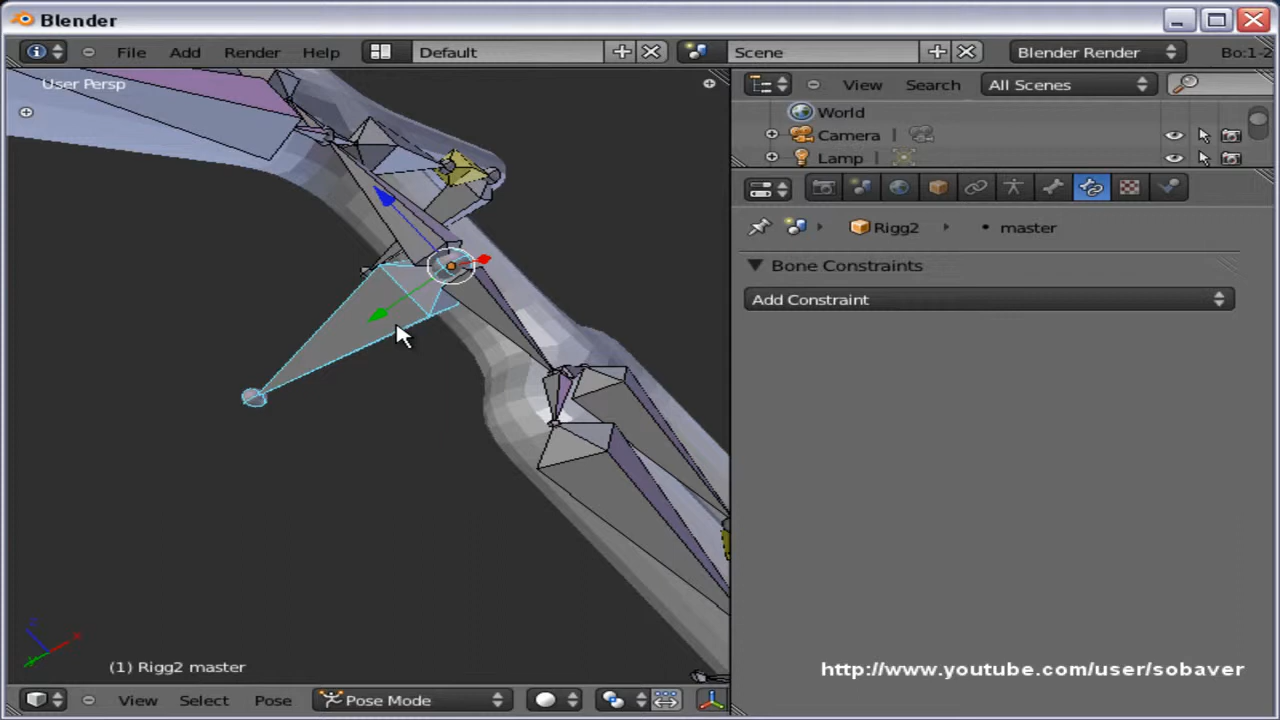 Blender
File Add Render Help Default Scene Blender Render Bo:1-2
User Persp
View Search All Scenes
World
Camera
Lamp
Rigg2 master
Bone Constraints
Add Constraint
(1) Rigg2 master
http://www.youtube.com/user/sobaver
View Select Pose Pose Mode